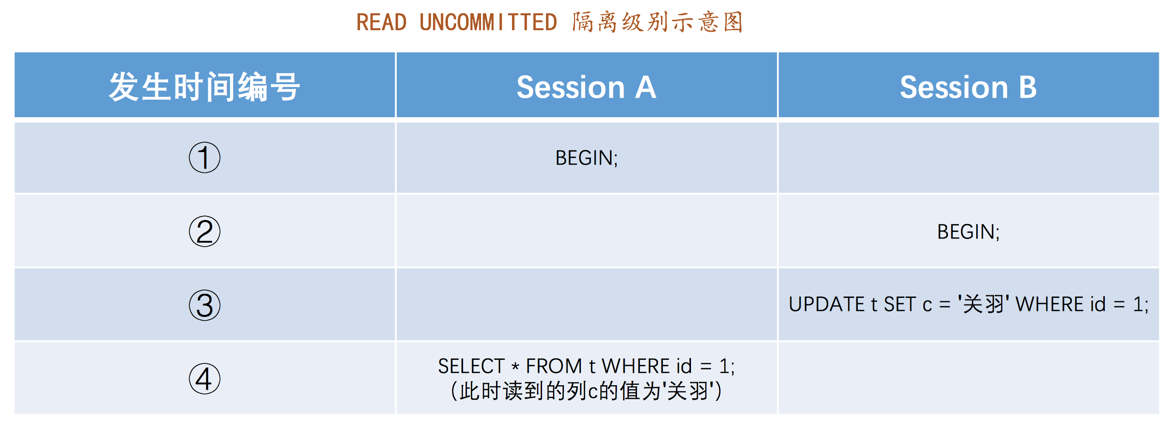 READ UNCOMMITTED 隔离级别示意图
发生时间编号 Session A Session B
① BEGIN;
② BEGIN;
③ UPDATE t SET c = '关羽' WHERE id = 1;
④ SELECT * FROM t WHERE id = 1;
（此时读到的列c的值为'关羽'）